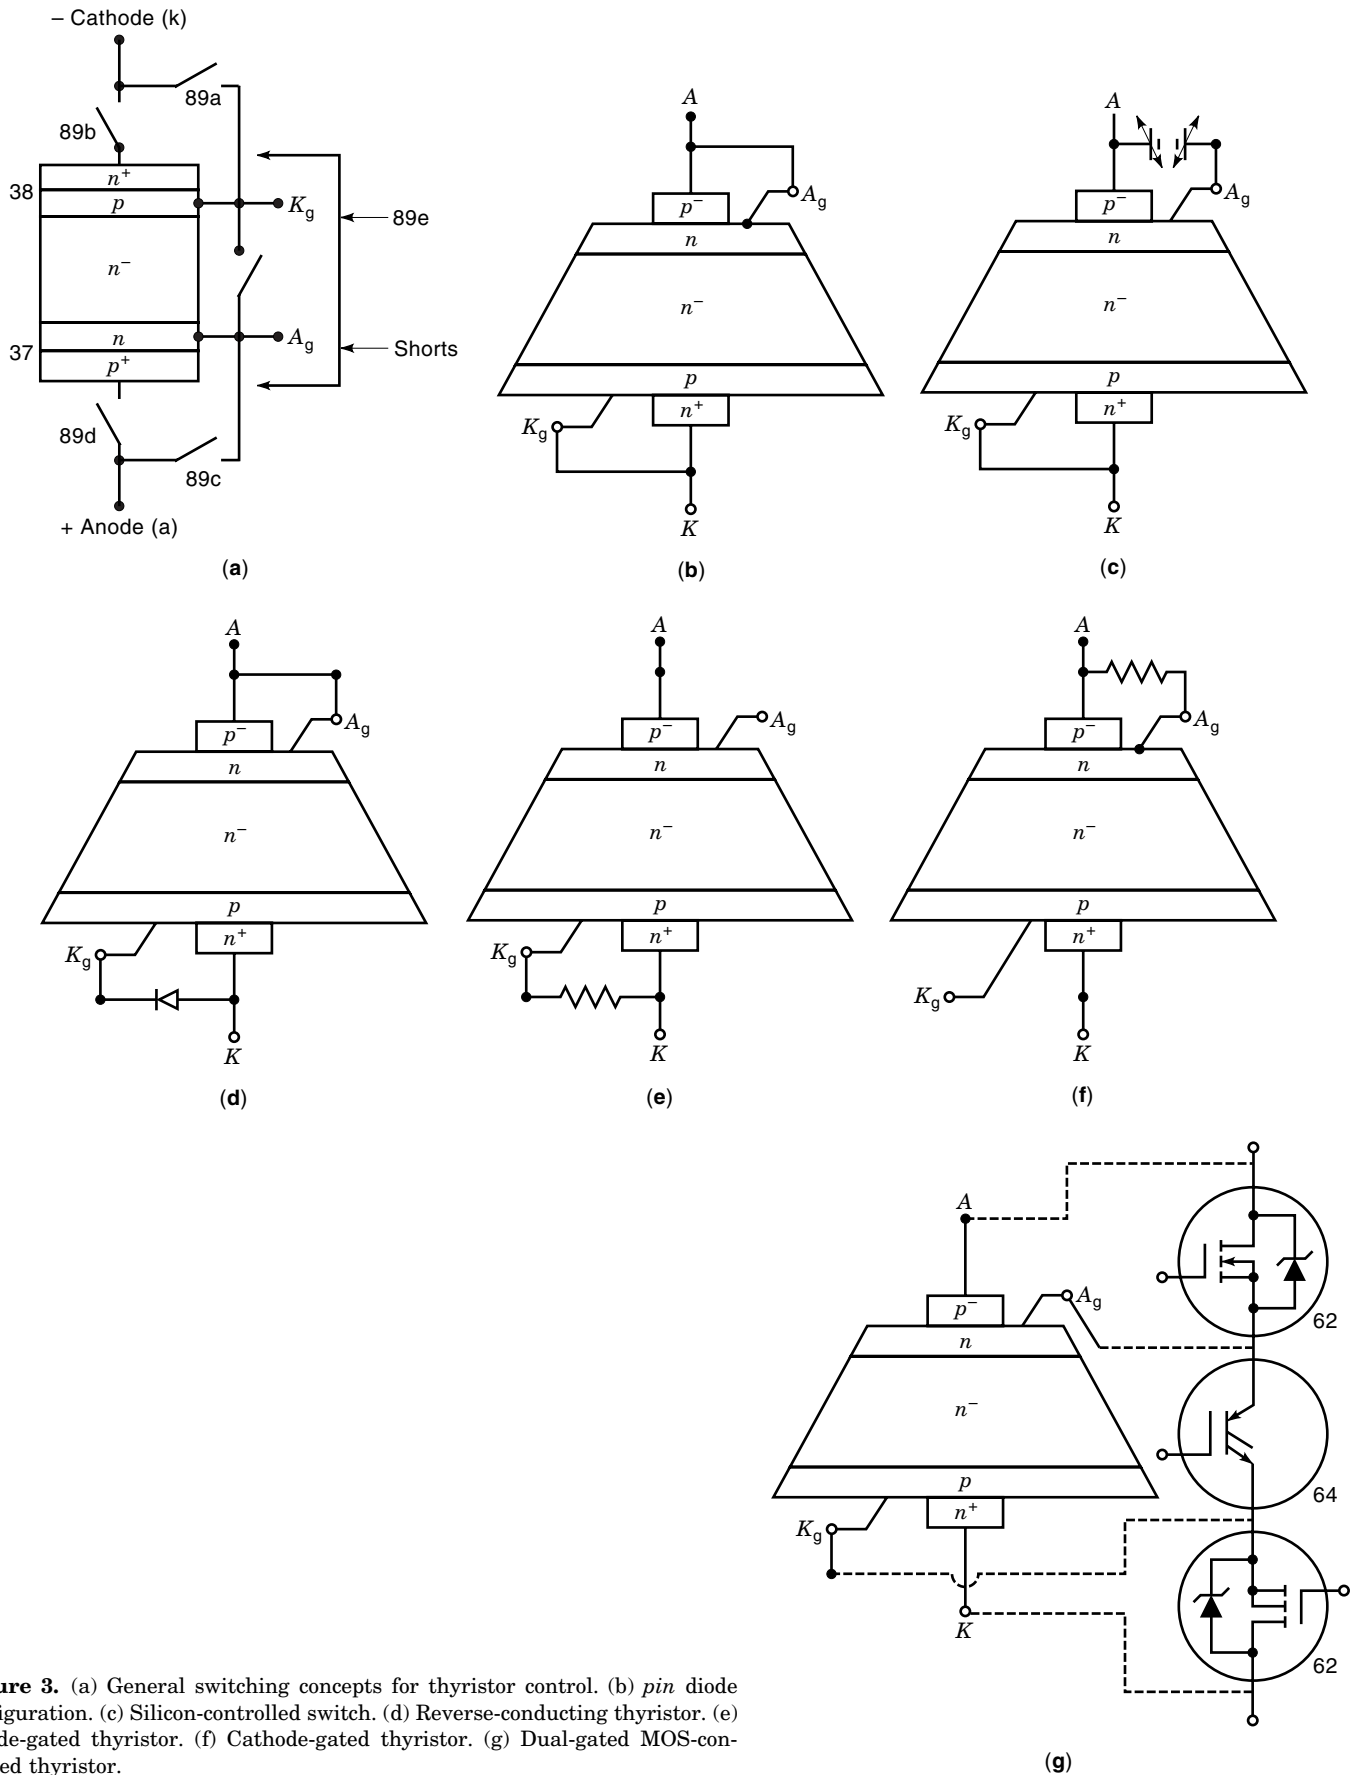 – Cathode (k)
89a
89b
n+
38
p
Kg
89e
n−
n
Ag
37
p+
Shorts
89d
89c
+ Anode (a)
(a)
A
Ag
p−
n
n−
p
n+
Kg
K
(b)
A
Ag
p−
n
n−
p
n+
Kg
K
(c)
A
Ag
p−
n
n−
p
n+
Kg
K
(d)
A
Ag
p−
n
n−
p
n+
Kg
K
(e)
A
Ag
p−
n
n−
p
n+
Kg
K
(f)
A
Ag
p−
n
n−
p
n+
Kg
K
62
64
62
(g)
ure 3. (a) General switching concepts for thyristor control. (b) pin diode
iguration. (c) Silicon-controlled switch. (d) Reverse-conducting thyristor. (e)
de-gated thyristor. (f) Cathode-gated thyristor. (g) Dual-gated MOS-con-
ed thyristor.